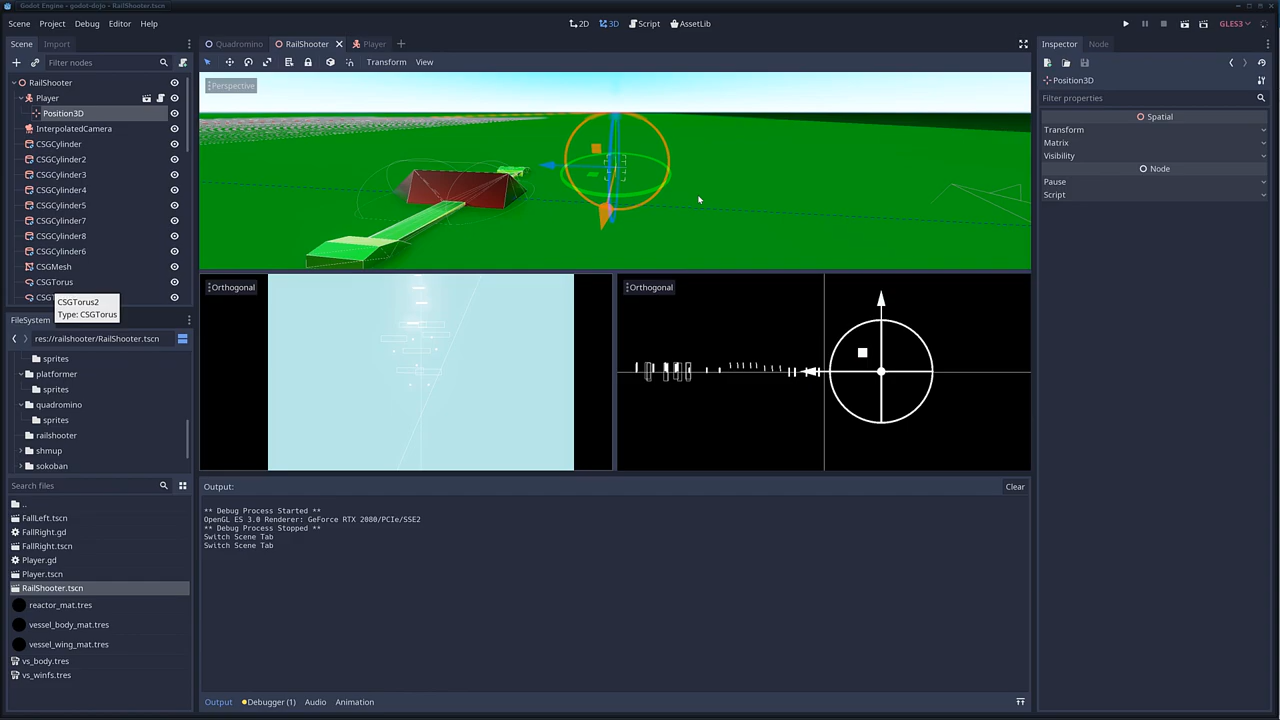 Godot Engine - godot-dojo - RailShooter.tscn
Scene Project Debug Editor Help
2D 3D Script AssetLib
GLES3
Scene Import
Filter nodes
RailShooter
Player
Position3D
InterpolatedCamera
CSGCylinder
CSGCylinder2
CSGCylinder3
CSGCylinder4
CSGCylinder5
CSGCylinder7
CSGCylinder8
CSGCylinder6
CSGMesh
CSGTorus
CSGTorus2
Type: CSGTorus
FileSystem
res://railshooter/RailShooter.tscn
sprites
platformer
sprites
quadromino
sprites
railshooter
shmup
sokoban
Search files
..
FallLeft.tscn
FallRight.gd
FallRight.tscn
Player.gd
Player.tscn
RailShooter.tscn
reactor_mat.tres
vessel_body_mat.tres
vessel_wing_mat.tres
vs_body.tres
vs_winfs.tres
Quadromino RailShooter Player
Transform View
Perspective
Orthogonal
Orthogonal
Output:
Clear
** Debug Process Started **
OpenGL ES 3.0 Renderer: GeForce RTX 2080/PCIe/SSE2
** Debug Process Stopped **
Switch Scene Tab
Switch Scene Tab
Output Debugger (1) Audio Animation
Inspector Node
Position3D
Filter properties
Spatial
Transform
Matrix
Visibility
Node
Pause
Script